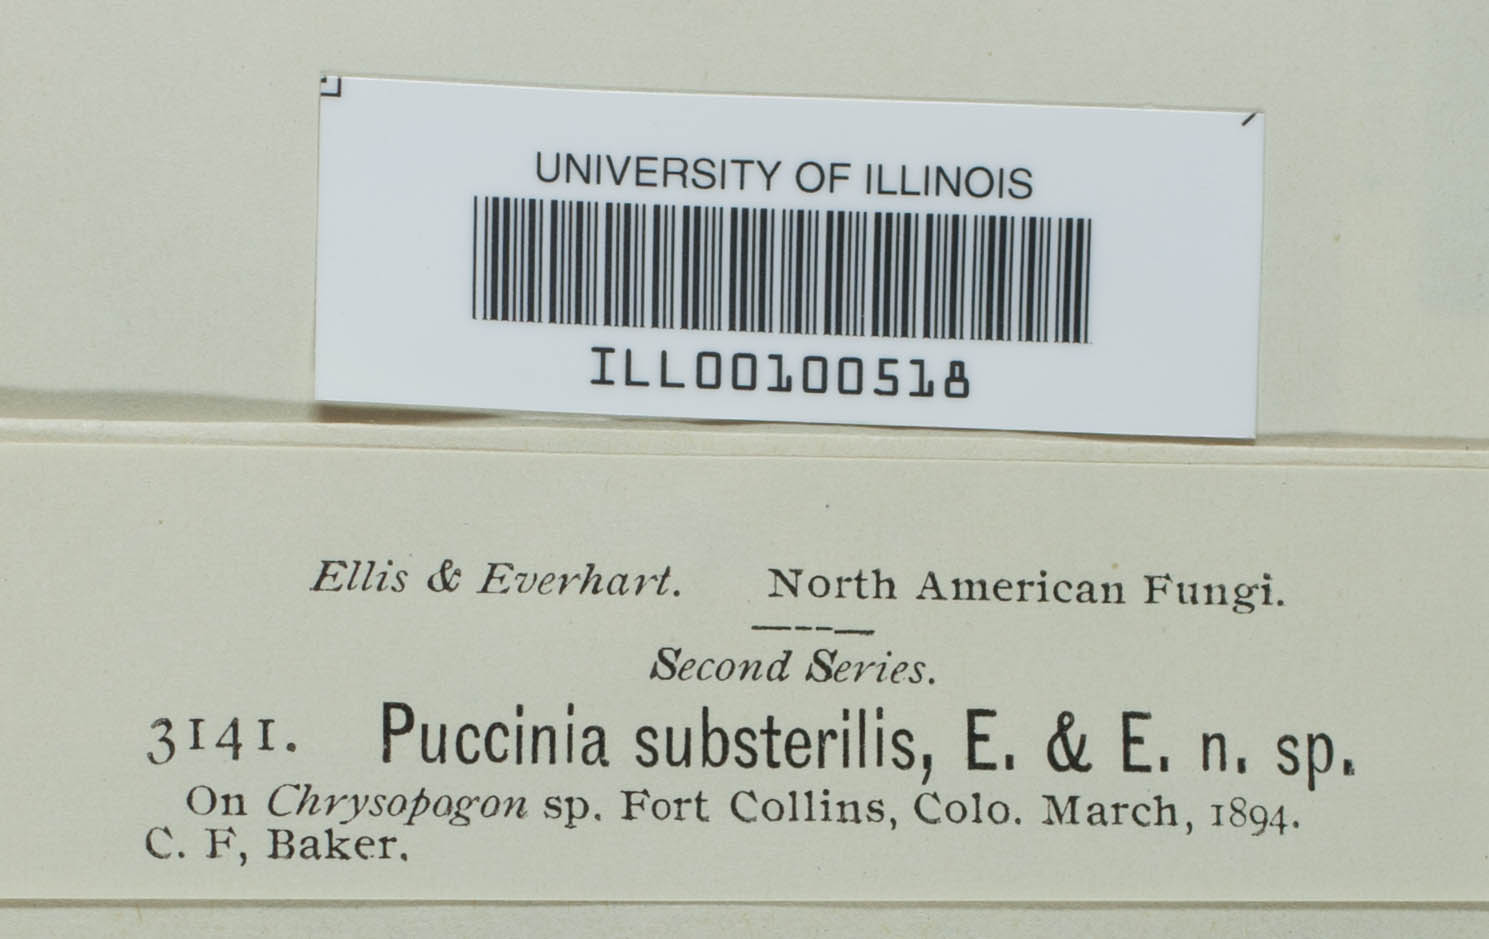 UNIVERSITY OF ILLINOIS
ILL00100518
Ellis & Everhart. North American Fungi.
Second Series.
3141. Puccinia substerilis, E. & E. n. sp.
On Chrysopogon sp. Fort Collins, Colo. March, 1894.
C. F, Baker.